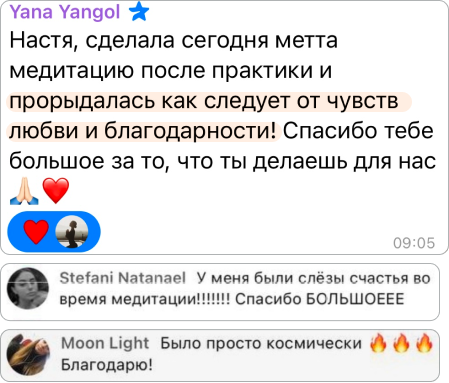 Yana Yangol
Настя, сделала сегодня метта
медитацию после практики и
прорыдалась как следует от чувств
любви и благодарности! Спасибо тебе
большое за то, что ты делаешь для нас
🙏🏻❤️
❤️
09:05
Stefani Natanael У меня были слёзы счастья во
время медитации!!!!!!! Спасибо БОЛЬШОЕЕЕ
Moon Light Было просто космически 🔥🔥🔥
Благодарю!